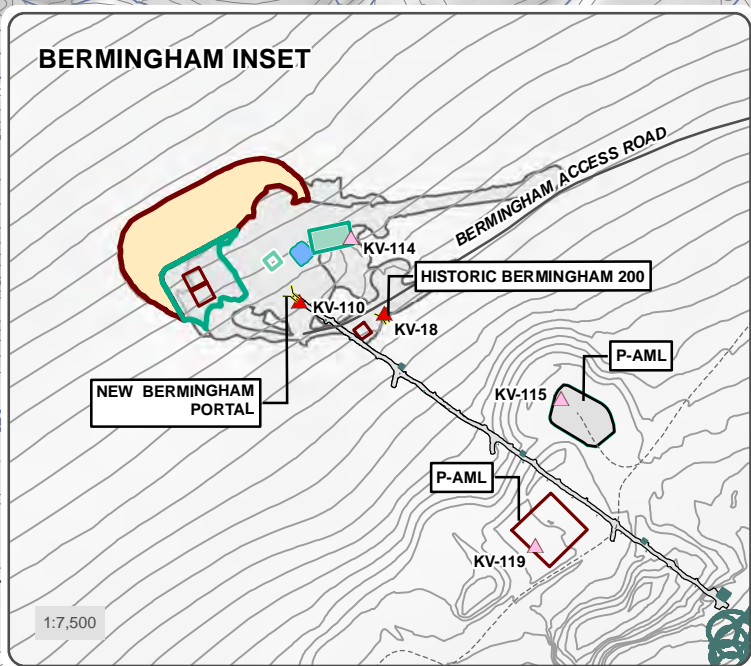 BERMINGHAM INSET
BERMINGHAM ACCESS ROAD
KV-114
HISTORIC BERMINGHAM 200
KV-110
KV-18
P-AML
NEW BERMINGHAM
PORTAL
KV-115
P-AML
KV-119
1:7,500